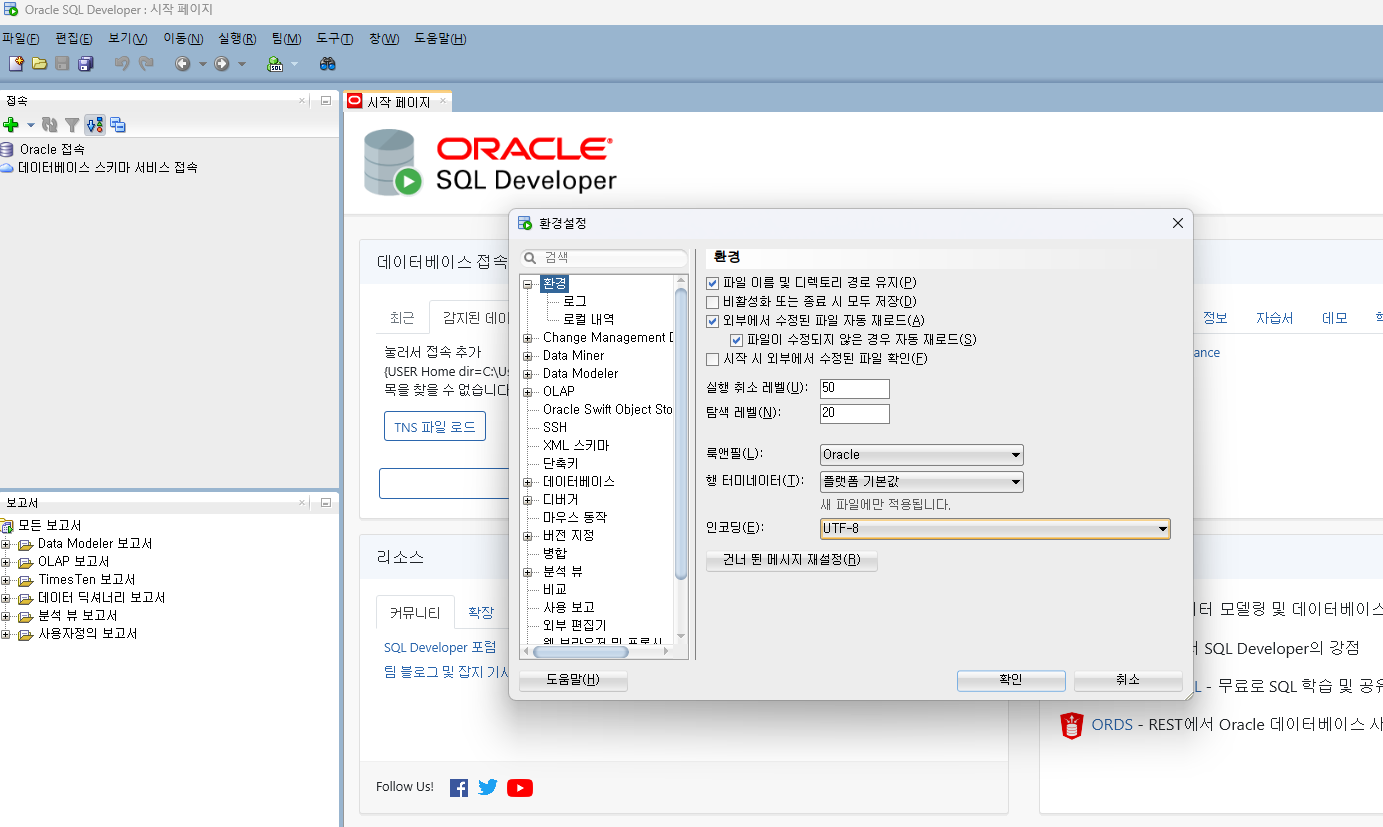 Oracle SQL Developer : 시작 페이지
파일(F) 편집(E) 보기(V) 이동(N) 실행(R) 팀(M) 도구(T) 창(W) 도움말(H)
접속
Oracle 접속
데이터베이스 스키마 서비스 접속
보고서
모든 보고서
Data Modeler 보고서
OLAP 보고서
TimesTen 보고서
데이터 딕셔너리 보고서
분석 뷰 보고서
사용자정의 보고서
시작 페이지
ORACLE
SQL Developer
데이터베이스 접속
최근 감지된 데이
눌러서 접속 추가
{USER Home dir=C:\Us
목을 찾을 수 없습니다
TNS 파일 로드
정보 자습서 데모
ance
리소스
커뮤니티 확장
SQL Developer 포럼
팀 블로그 및 잡지 기사
터 모델링 및 데이터베이스
SQL Developer의 강점
L - 무료로 SQL 학습 및 공유
ORDS - REST에서 Oracle 데이터베이스 사
Follow Us!
환경설정
검색
환경
로그
로컬 내역
Change Management D
Data Miner
Data Modeler
OLAP
Oracle Swift Object Sto
SSH
XML 스키마
단축키
데이터베이스
디버거
마우스 동작
버전 지정
병합
분석 뷰
비교
사용 보고
외부 편집기
웹 브라우저 및 프록시
환경
파일 이름 및 디렉토리 경로 유지(P)
비활성화 또는 종료 시 모두 저장(D)
외부에서 수정된 파일 자동 재로드(A)
파일이 수정되지 않은 경우 자동 재로드(S)
시작 시 외부에서 수정된 파일 확인(F)
실행 취소 레벨(U): 50
탐색 레벨(N): 20
룩앤필(L): Oracle
행 터미네이터(T): 플랫폼 기본값
새 파일에만 적용됩니다.
인코딩(E): UTF-8
건너 뛴 메시지 재설정(R)
도움말(H) 확인 취소